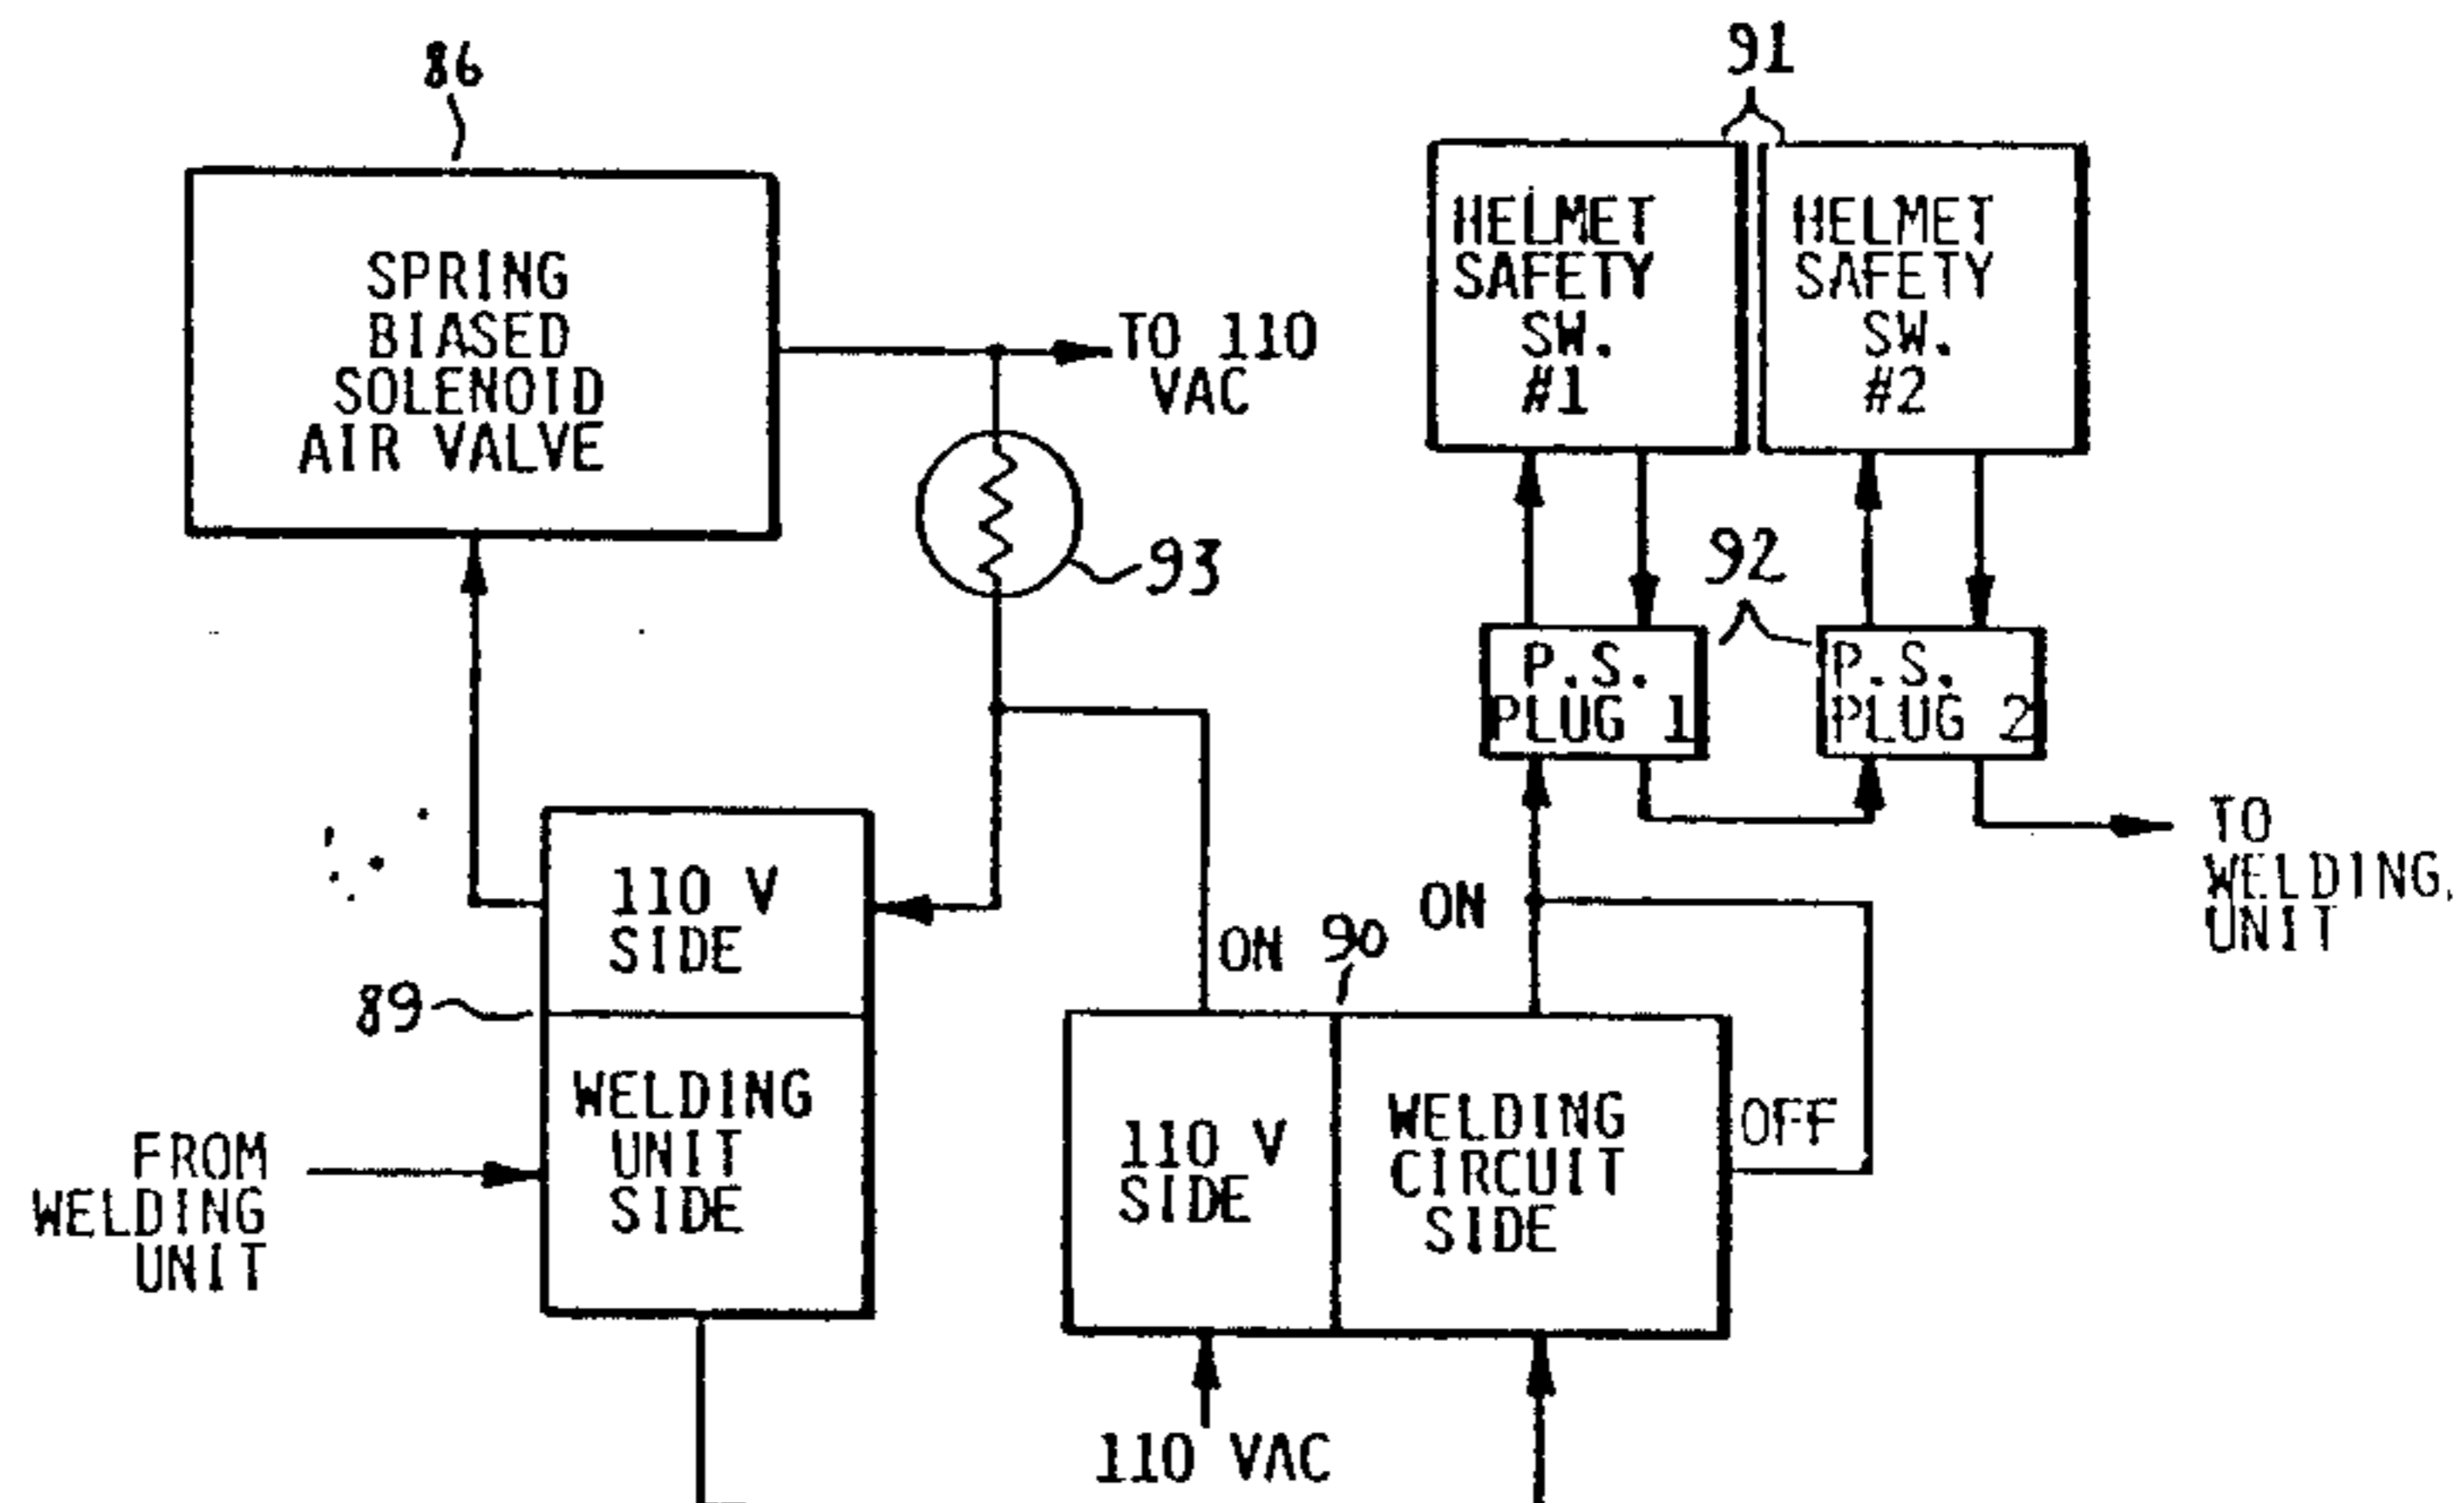 86
91
SPRING
BIASED
SOLENOID
AIR VALVE
TO 110
VAC
HELMET
SAFETY
SW.
#1
HELMET
SAFETY
SW.
#2
93
92
P.S.
PLUG 1
P.S.
PLUG 2
TO
WELDING
UNIT
110 V
SIDE
89
WELDING
UNIT
SIDE
FROM
WELDING
UNIT
ON
90
ON
OFF
110 V
SIDE
WELDING
CIRCUIT
SIDE
110 VAC